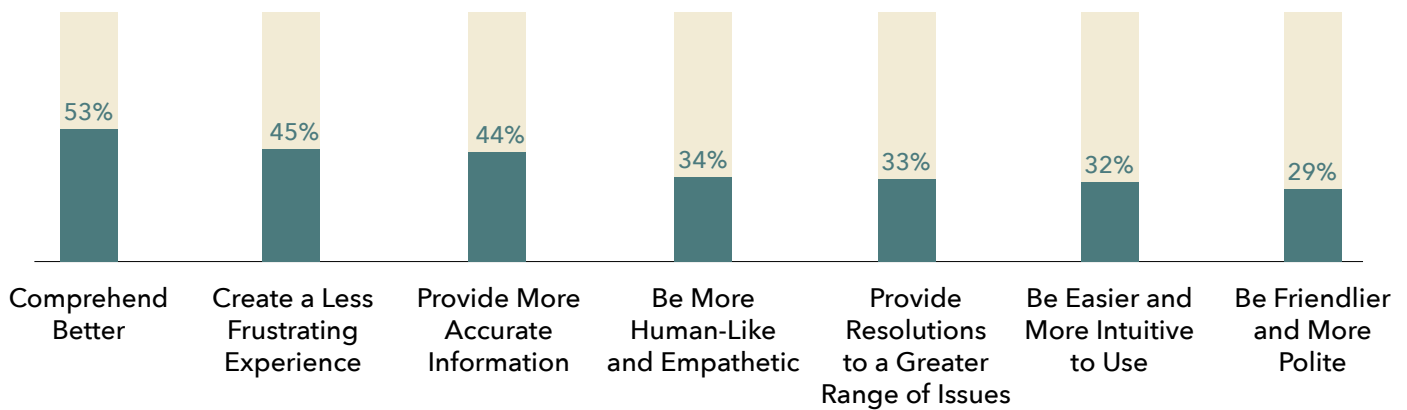 53%
45%
44%
34%
33%
32%
29%
Comprehend
Better
Create a Less
Frustrating
Experience
Provide More
Accurate
Information
Be More
Human-Like
and Empathetic
Provide
Resolutions
to a Greater
Range of Issues
Be Easier and
More Intuitive
to Use
Be Friendlier
and More
Polite